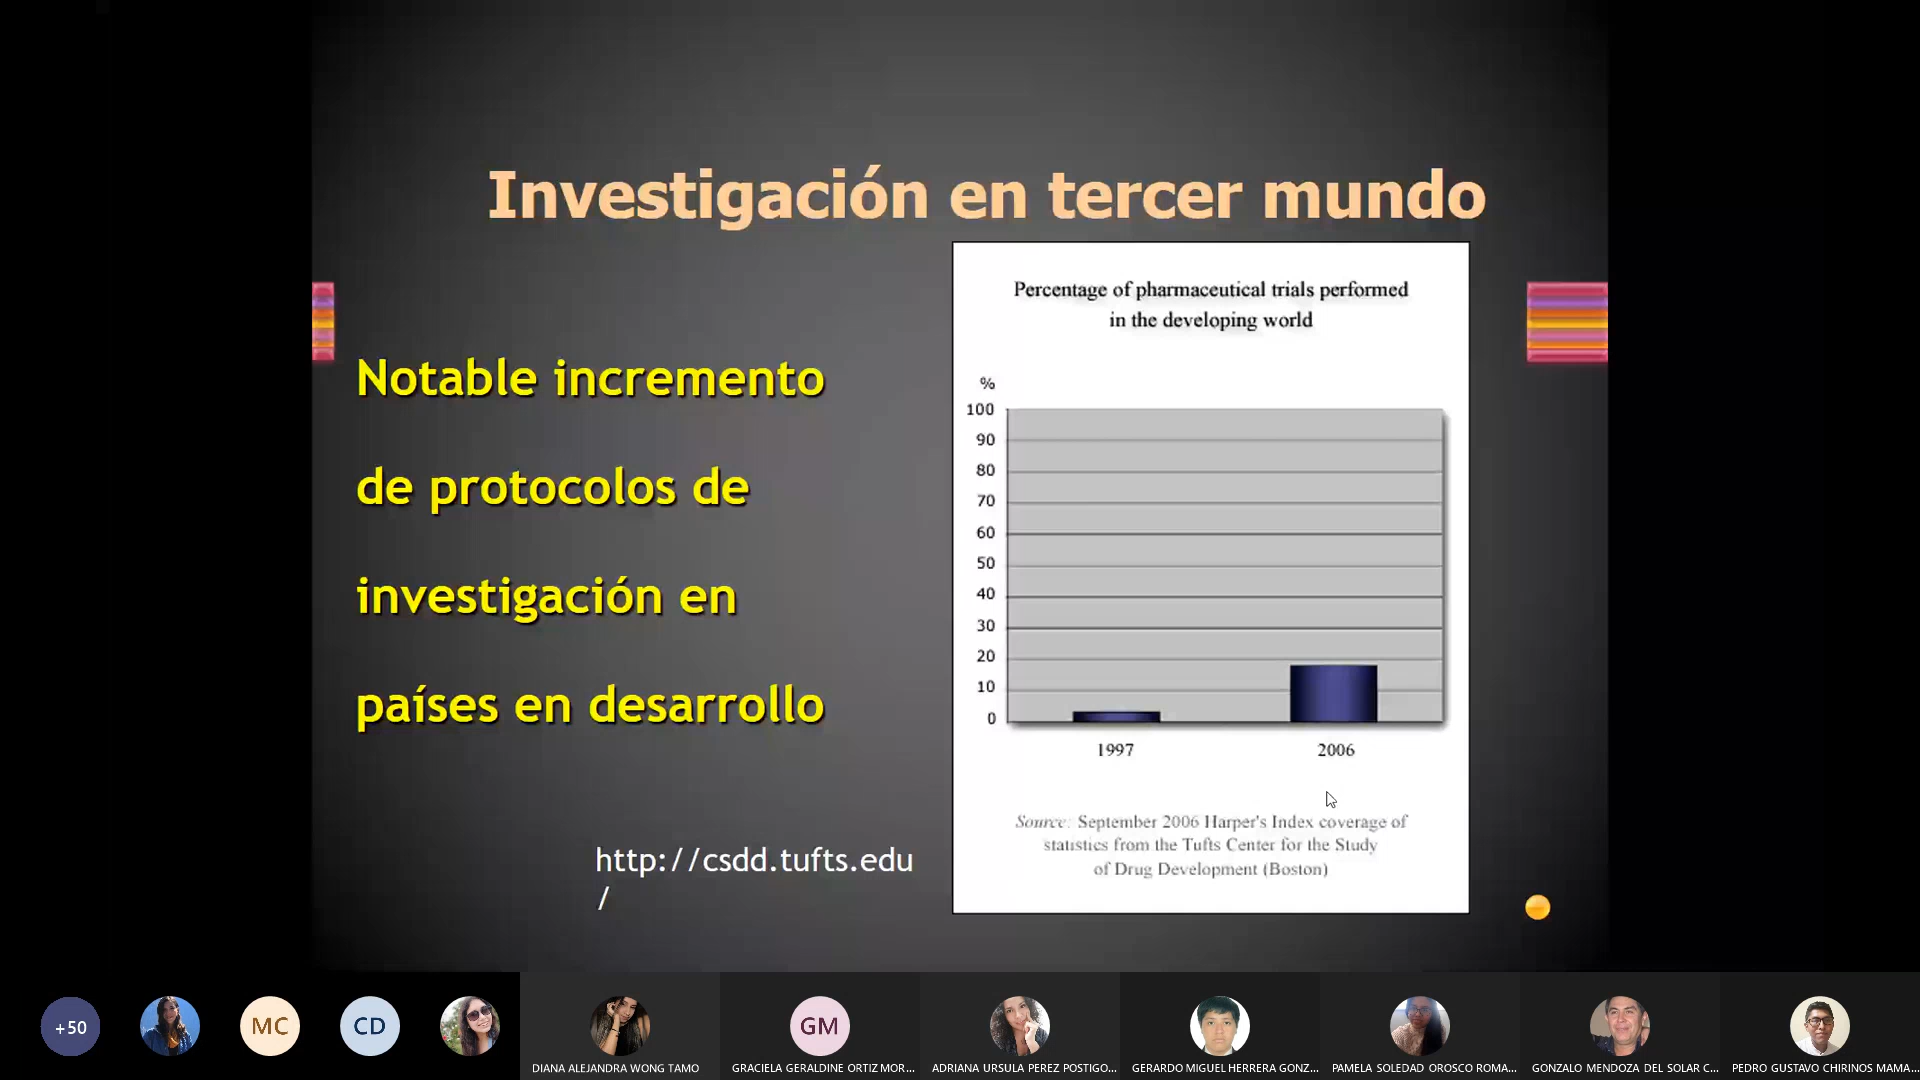 Investigación en tercer mundo
Notable incremento
de protocolos de
investigación en
países en desarrollo
http://csdd.tufts.edu
/
Percentage of pharmaceutical trials performed
in the developing world
%
100
90
80
70
60
50
40
30
20
10
0
1997
2006
Source: September 2006 Harper's Index coverage of
statistics from the Tufts Center for the Study
of Drug Development (Boston)
+50
MC
CD
GM
DIANA ALEJANDRA WONG TAMO
GRACIELA GERALDINE ORTIZ MOR...
ADRIANA URSULA PEREZ POSTIGO...
GERARDO MIGUEL HERRERA GONZ...
PAMELA SOLEDAD OROSCO ROMA...
GONZALO MENDOZA DEL SOLAR C...
PEDRO GUSTAVO CHIRINOS MAMA...